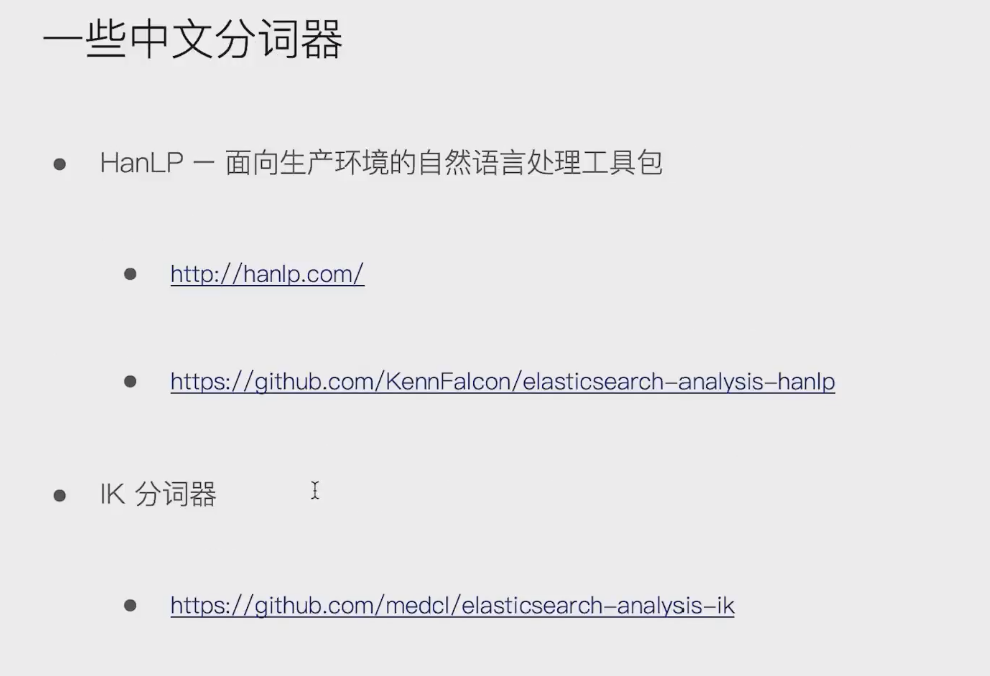 一些中文分词器
HanLP – 面向生产环境的自然语言处理工具包
http://hanlp.com/
https://github.com/KennFalcon/elasticsearch-analysis-hanlp
IK 分词器
https://github.com/medcl/elasticsearch-analysis-ik